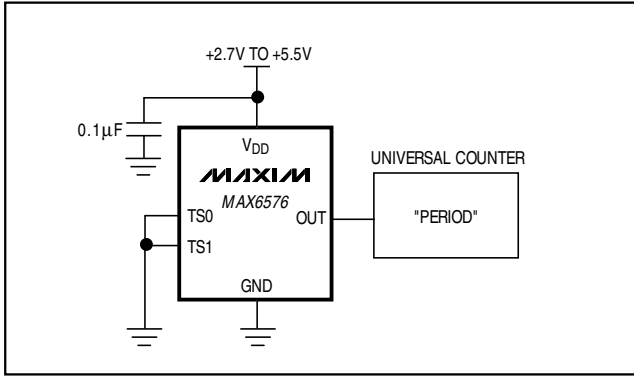 +2.7V TO +5.5V
0.1μF
VDD
MAXIM
MAX6576
TS0
TS1
OUT
GND
UNIVERSAL COUNTER
"PERIOD"